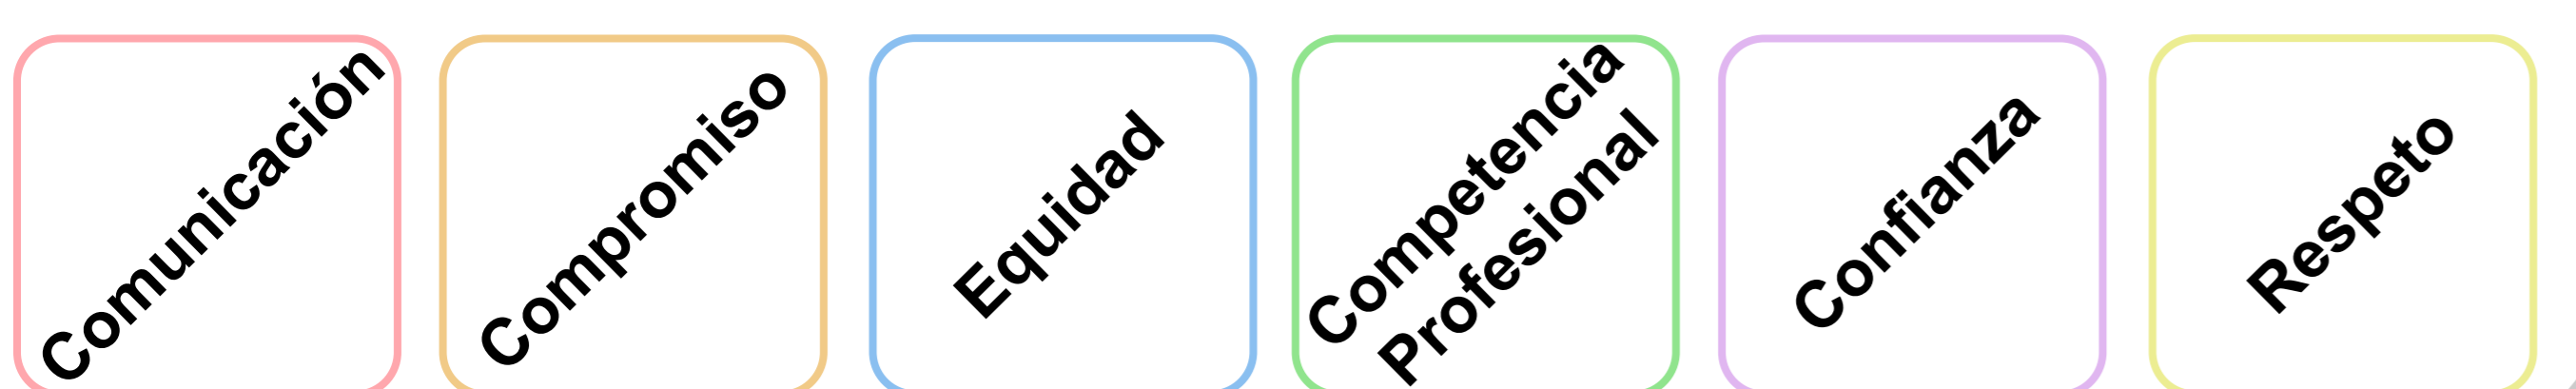 Comunicación
Compromiso
Equidad
Competencia
Profesional
Confianza
Respeto